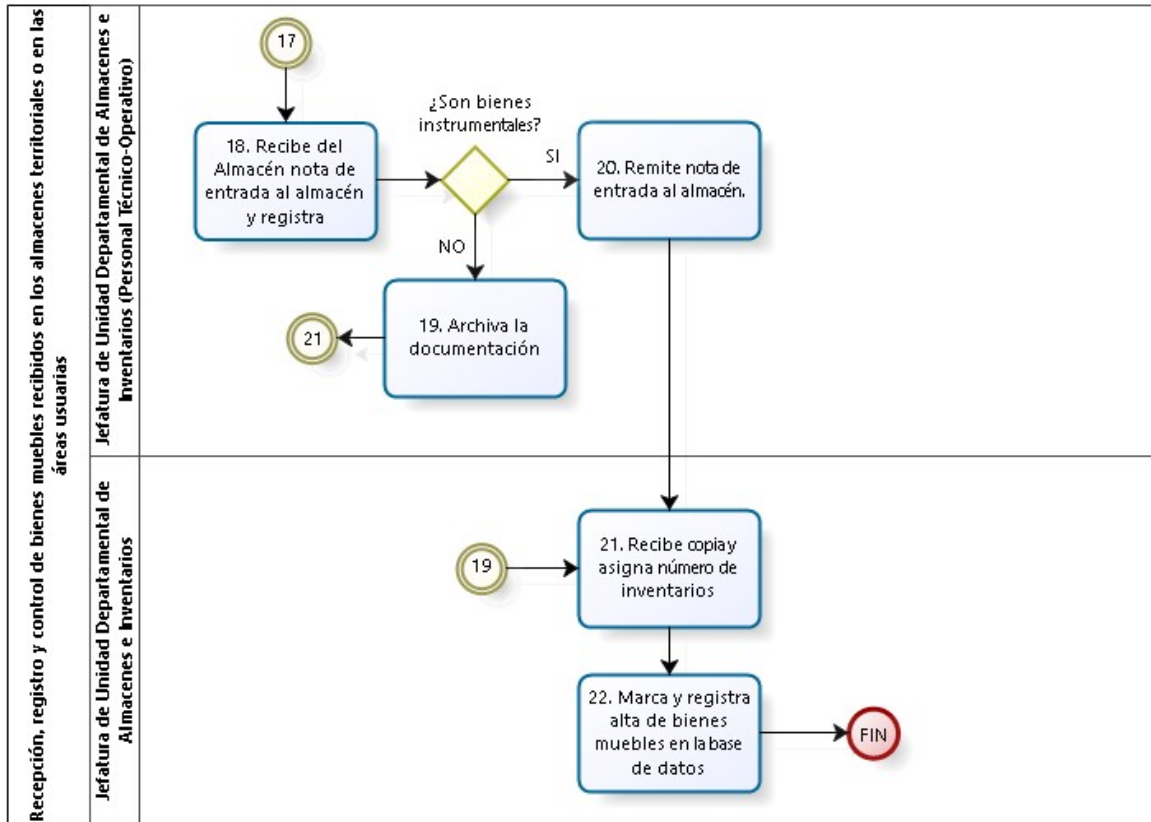 Recepción, registro y control de bienes muebles recibidos en los almacenes territoriales o en las
áreas usuarias
Jefatura de Unidad Departamental de Almacenes e
Inventarios (Personal Técnico-Operativo)
17
18. Recibe del
Almacén nota de
entrada al almacén
y registra
¿Son bienes
instrumentales?
SI
20. Remite nota de
entrada al almacén.
NO
19. Archiva la
documentación
21
Jefatura de Unidad Departamental de
Almacenes e Inventarios
19
21. Recibe copia y
asigna número de
inventarios
22. Marca y registra
alta de bienes
muebles en la base
de datos
FIN